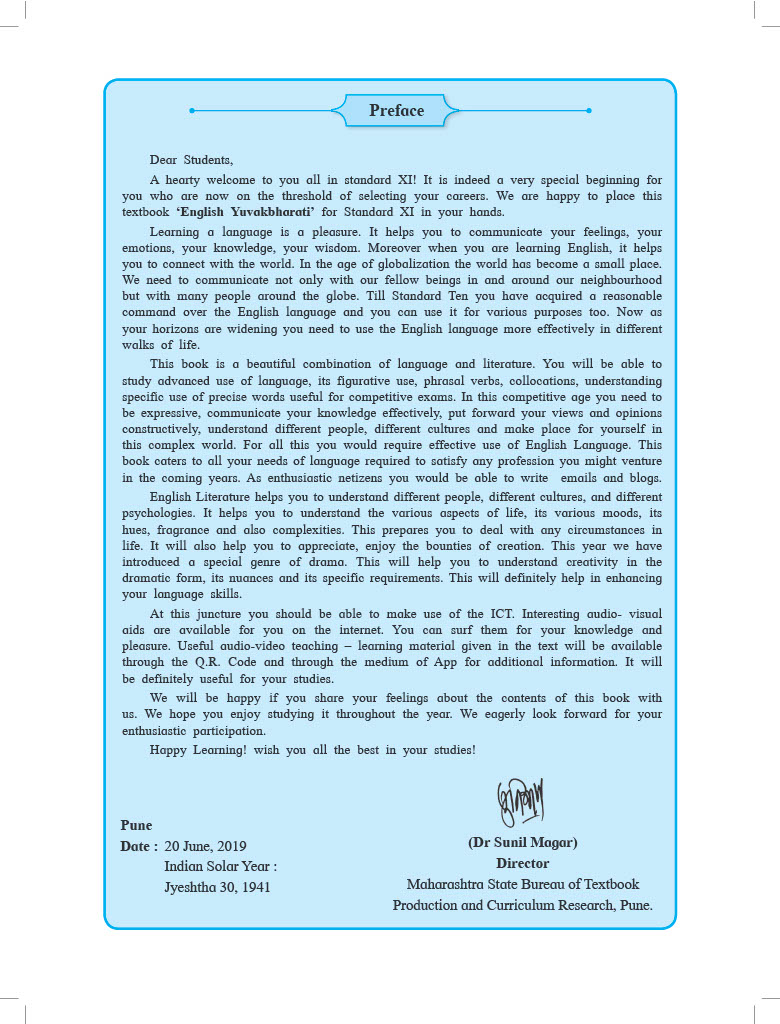 Preface
Dear Students,
A hearty welcome to you all in standard XI! It is indeed a very special beginning for
you who are now on the threshold of selecting your careers. We are happy to place this
textbook ‘English Yuvakbharati’ for Standard XI in your hands.
Learning a language is a pleasure. It helps you to communicate your feelings, your
emotions, your knowledge, your wisdom. Moreover when you are learning English, it helps
you to connect with the world. In the age of globalization the world has become a small place.
We need to communicate not only with our fellow beings in and around our neighbourhood
but with many people around the globe. Till Standard Ten you have acquired a reasonable
command over the English language and you can use it for various purposes too. Now as
your horizons are widening you need to use the English language more effectively in different
walks of life.
This book is a beautiful combination of language and literature. You will be able to
study advanced use of language, its figurative use, phrasal verbs, collocations, understanding
specific use of precise words useful for competitive exams. In this competitive age you need to
be expressive, communicate your knowledge effectively, put forward your views and opinions
constructively, understand different people, different cultures and make place for yourself in
this complex world. For all this you would require effective use of English Language. This
book caters to all your needs of language required to satisfy any profession you might venture
in the coming years. As enthusiastic netizens you would be able to write emails and blogs.
English Literature helps you to understand different people, different cultures, and different
psychologies. It helps you to understand the various aspects of life, its various moods, its
hues, fragrance and also complexities. This prepares you to deal with any circumstances in
life. It will also help you to appreciate, enjoy the bounties of creation. This year we have
introduced a special genre of drama. This will help you to understand creativity in the
dramatic form, its nuances and its specific requirements. This will definitely help in enhancing
your language skills.
At this juncture you should be able to make use of the ICT. Interesting audio- visual
aids are available for you on the internet. You can surf them for your knowledge and
pleasure. Useful audio-video teaching – learning material given in the text will be available
through the Q.R. Code and through the medium of App for additional information. It will
be definitely useful for your studies.
We will be happy if you share your feelings about the contents of this book with
us. We hope you enjoy studying it throughout the year. We eagerly look forward for your
enthusiastic participation.
Happy Learning! wish you all the best in your studies!
Pune
Date : 20 June, 2019
Indian Solar Year :
Jyeshtha 30, 1941
(Dr Sunil Magar)
Director
Maharashtra State Bureau of Textbook
Production and Curriculum Research, Pune.